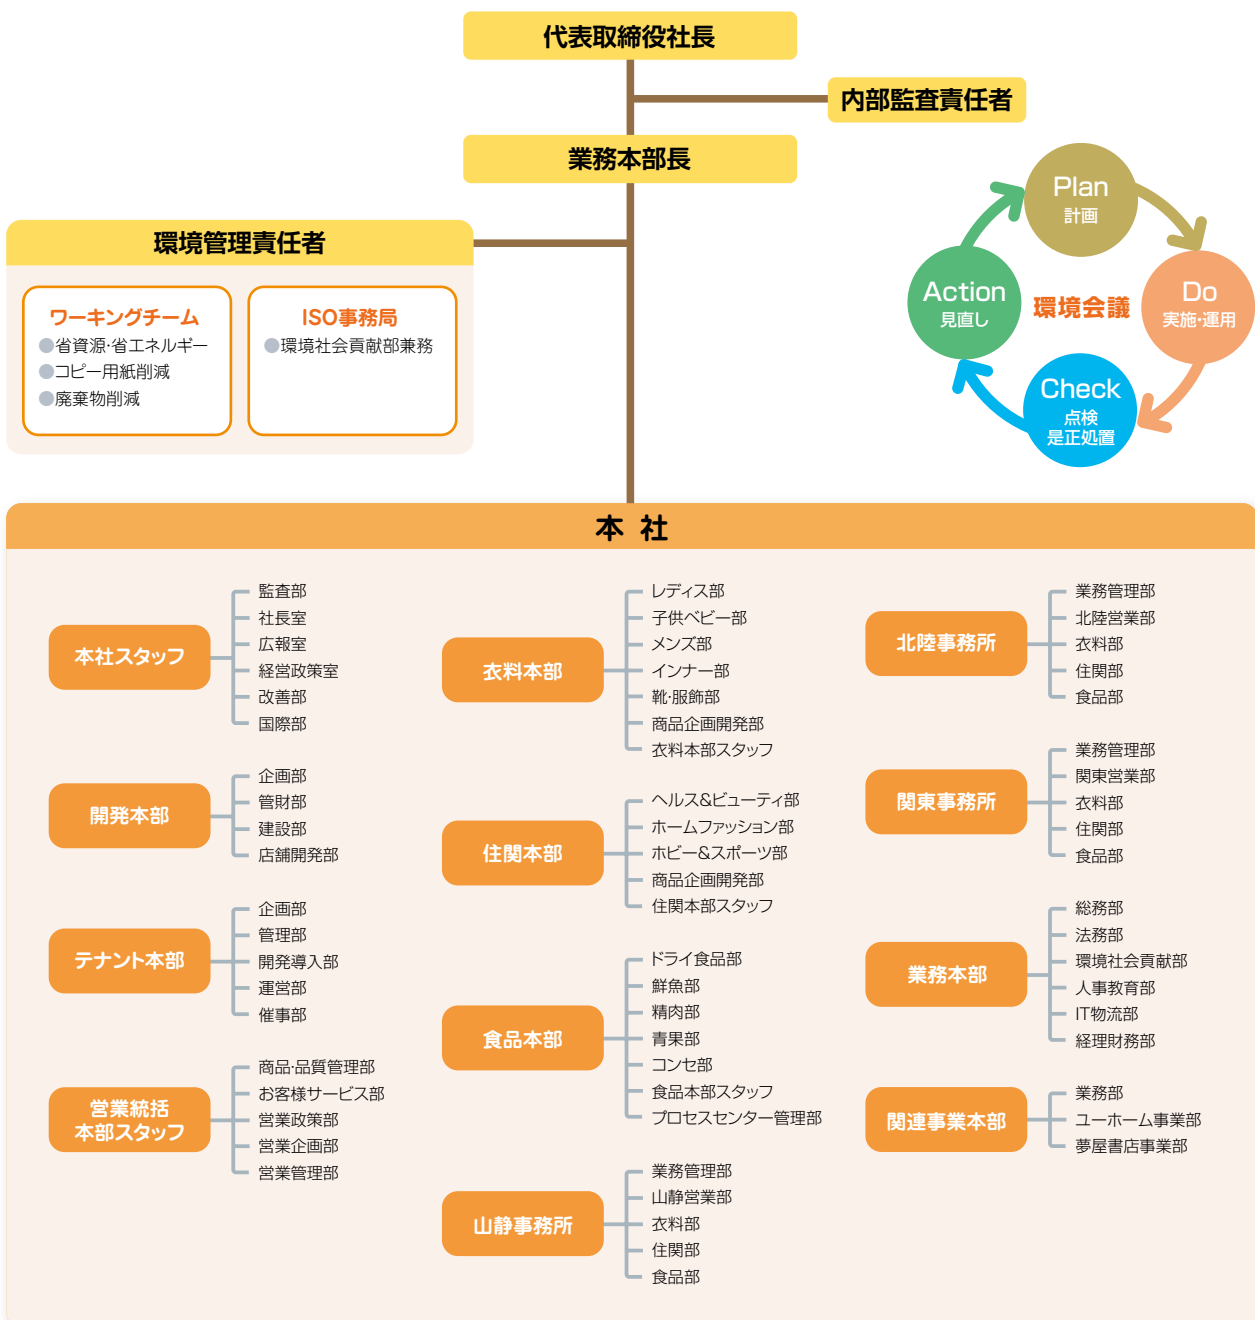 代表取締役社長
内部監査責任者
業務本部長
環境管理責任者
ワーキングチーム
●省資源・省エネルギー
●コピー用紙削減
●廃棄物削減
ISO事務局
●環境社会貢献部兼務
Plan
計画
Do
実施・運用
Check
点検
是正処置
Action
見直し
環境会議
本 社
本社スタッフ
監査部
社長室
広報室
経営政策室
改善部
国際部
開発本部
企画部
管財部
建設部
店舗開発部
テナント本部
企画部
管理部
開発導入部
運営部
催事部
営業統括
本部スタッフ
商品・品質管理部
お客様サービス部
営業政策部
営業企画部
営業管理部
衣料本部
レディス部
子供ベビー部
メンズ部
インナー部
靴・服飾部
商品企画開発部
衣料本部スタッフ
住関本部
ヘルス&ビューティ部
ホームファッション部
ホビー&スポーツ部
商品企画開発部
住関本部スタッフ
食品本部
ドライ食品部
鮮魚部
精肉部
青果部
コンセ部
食品本部スタッフ
プロセスセンター管理部
山静事務所
業務管理部
山静営業部
衣料部
住関部
食品部
北陸事務所
業務管理部
北陸営業部
衣料部
住関部
食品部
関東事務所
業務管理部
関東営業部
衣料部
住関部
食品部
業務本部
総務部
法務部
環境社会貢献部
人事教育部
IT物流部
経理財務部
関連事業本部
業務部
ユーホーム事業部
夢屋書店事業部